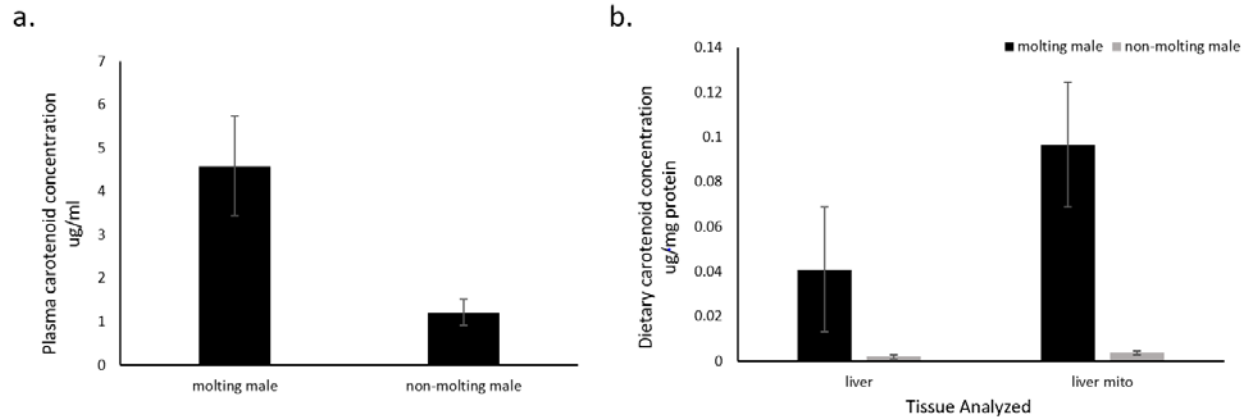 a.
Plasma carotenoid concentration
ug/ml
7
6
5
4
3
2
1
0
molting male
non-molting male
b.
Dietary carotenoid concentration
ug/mg protein
molting male
non-molting male
0.14
0.12
0.1
0.08
0.06
0.04
0.02
0
liver
liver mito
Tissue Analyzed